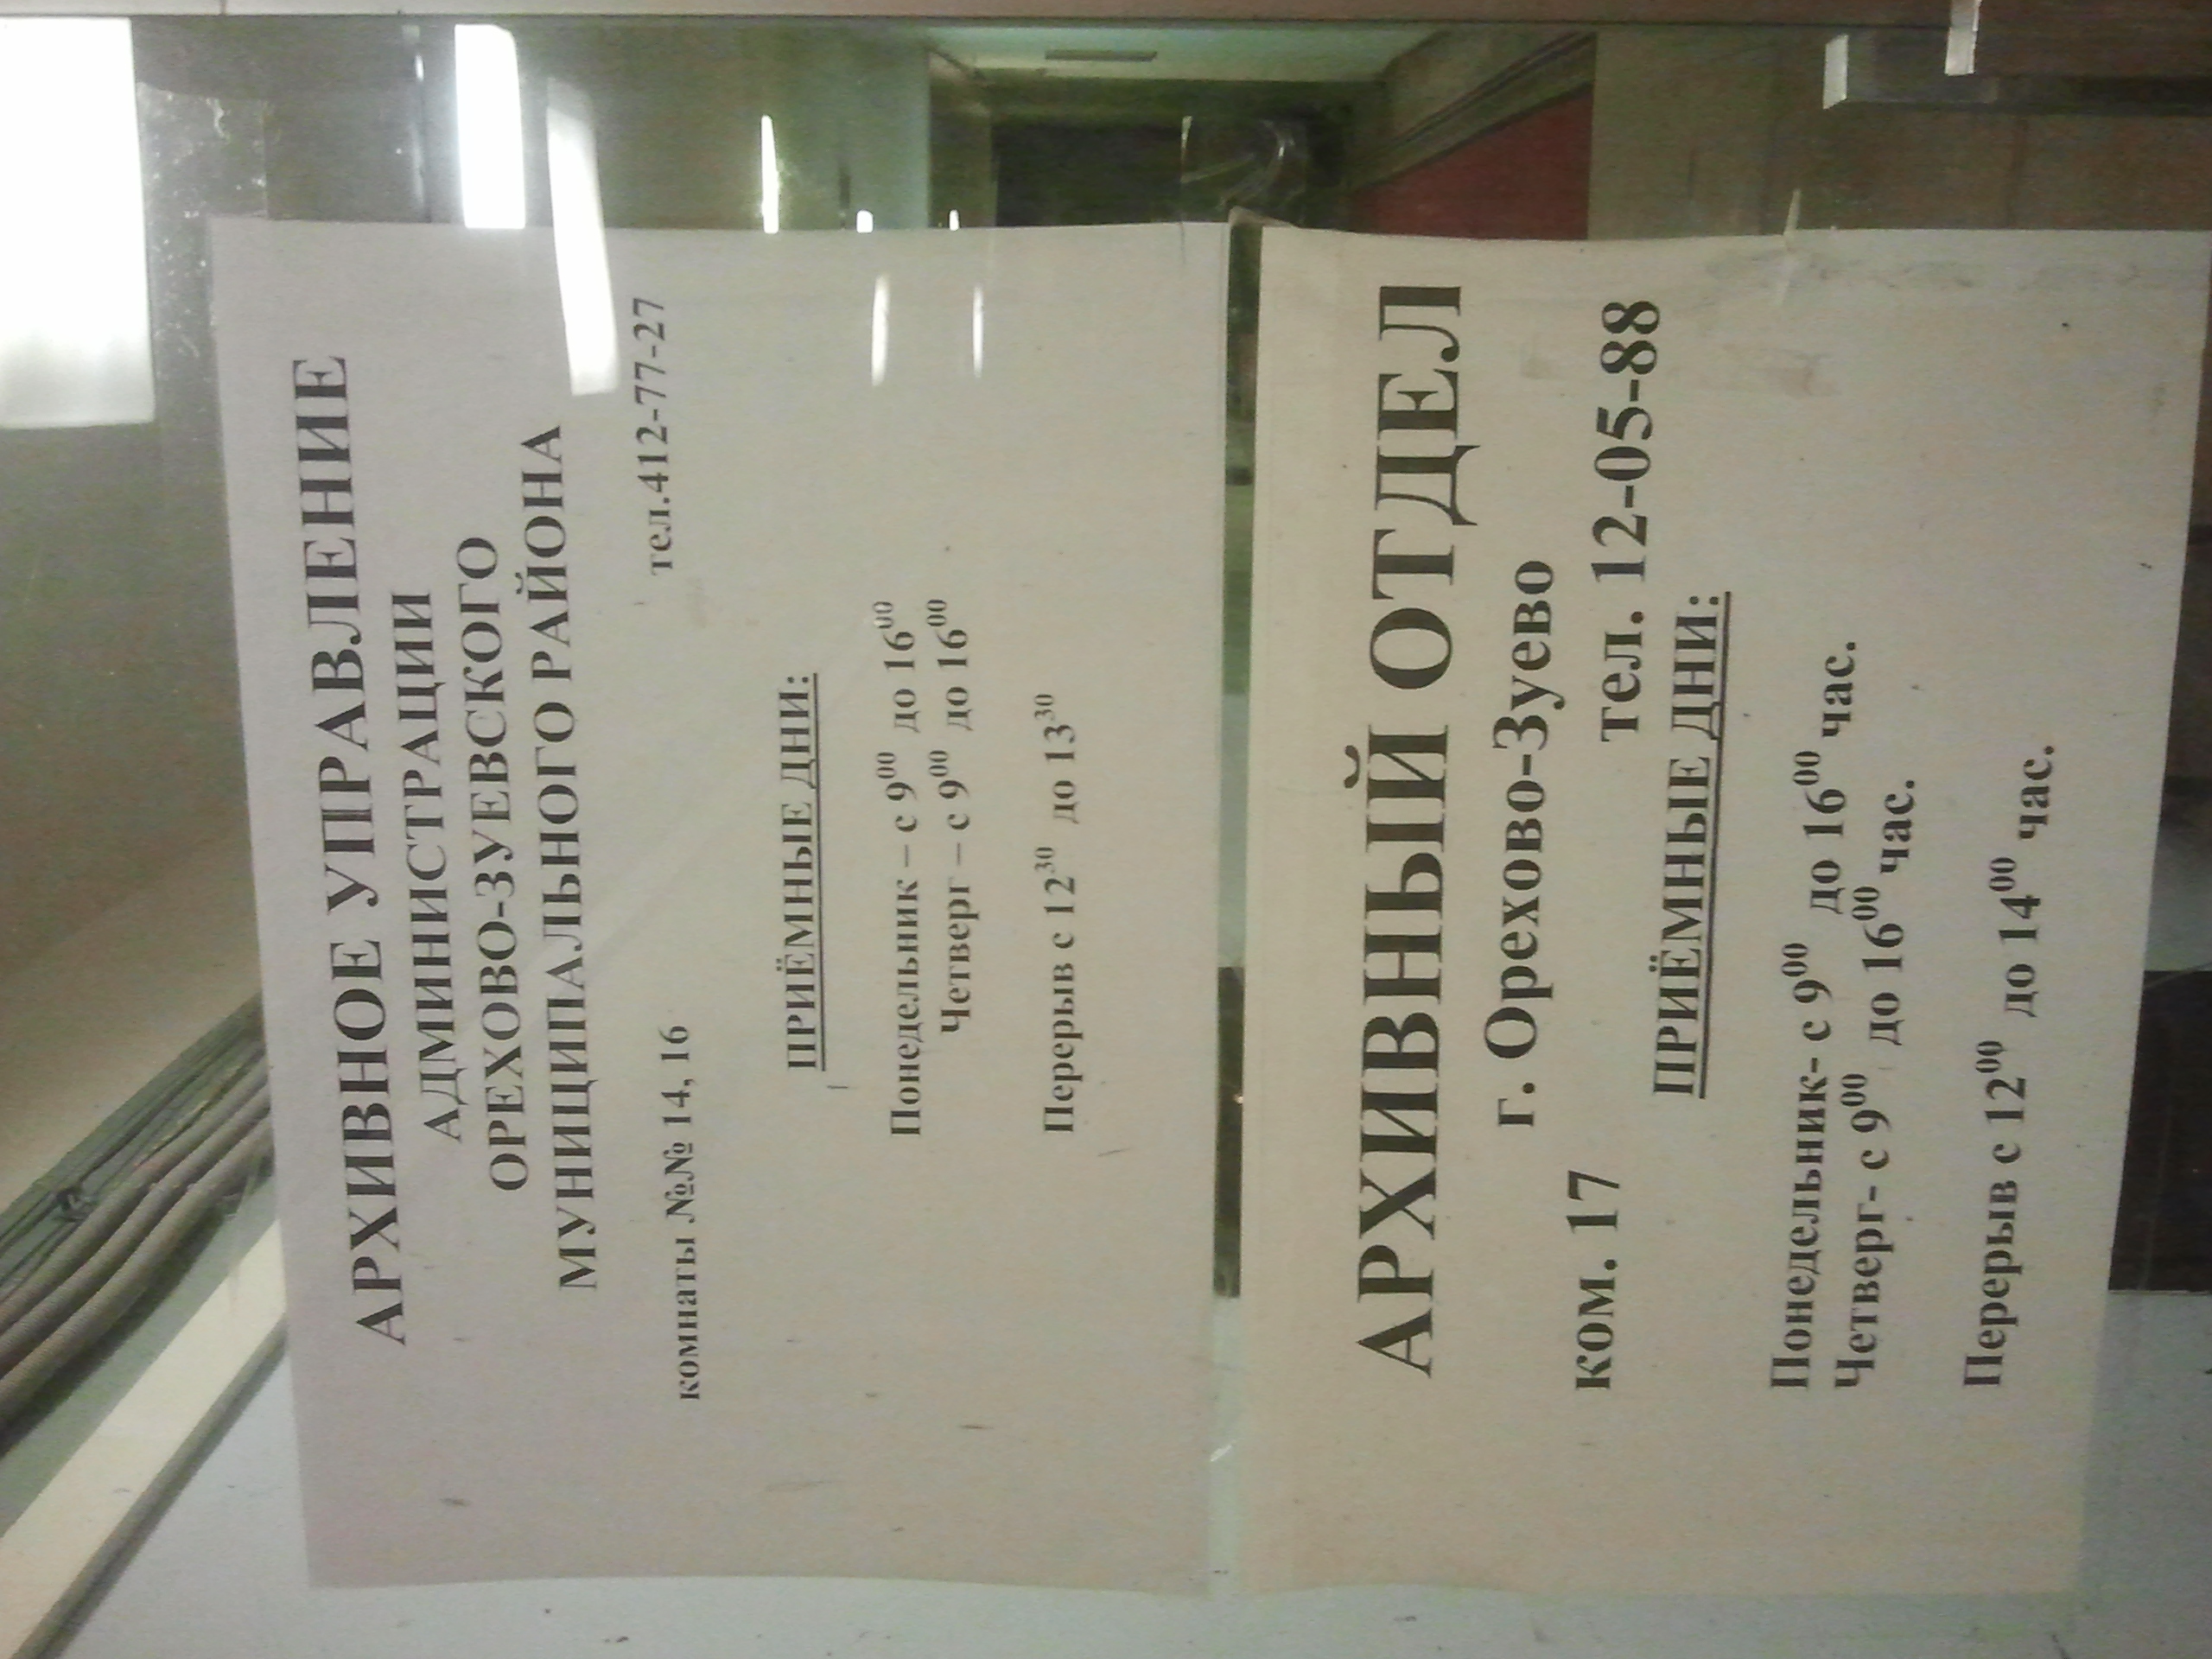 АРХИВНОЕ УПРАВЛЕНИЕ
АДМИНИСТРАЦИИ
ОРЕХОВО-ЗУЕВСКОГО
МУНИЦИПАЛЬНОГО РАЙОНА
комнаты №№ 14, 16 тел.412-77-27
ПРИЁМНЫЕ ДНИ:
Понедельник – с 9⁰⁰ до 16⁰⁰
Четверг – с 9⁰⁰ до 16⁰⁰
Перерыв с 12³⁰ до 13³⁰
АРХИВНЫЙ ОТДЕЛ
г. Орехово-Зуево
ком. 17 тел. 12-05-88
ПРИЁМНЫЕ ДНИ:
Понедельник- с 9⁰⁰ до 16⁰⁰ час.
Четверг- с 9⁰⁰ до 16⁰⁰ час.
Перерыв с 12⁰⁰ до 14⁰⁰ час.